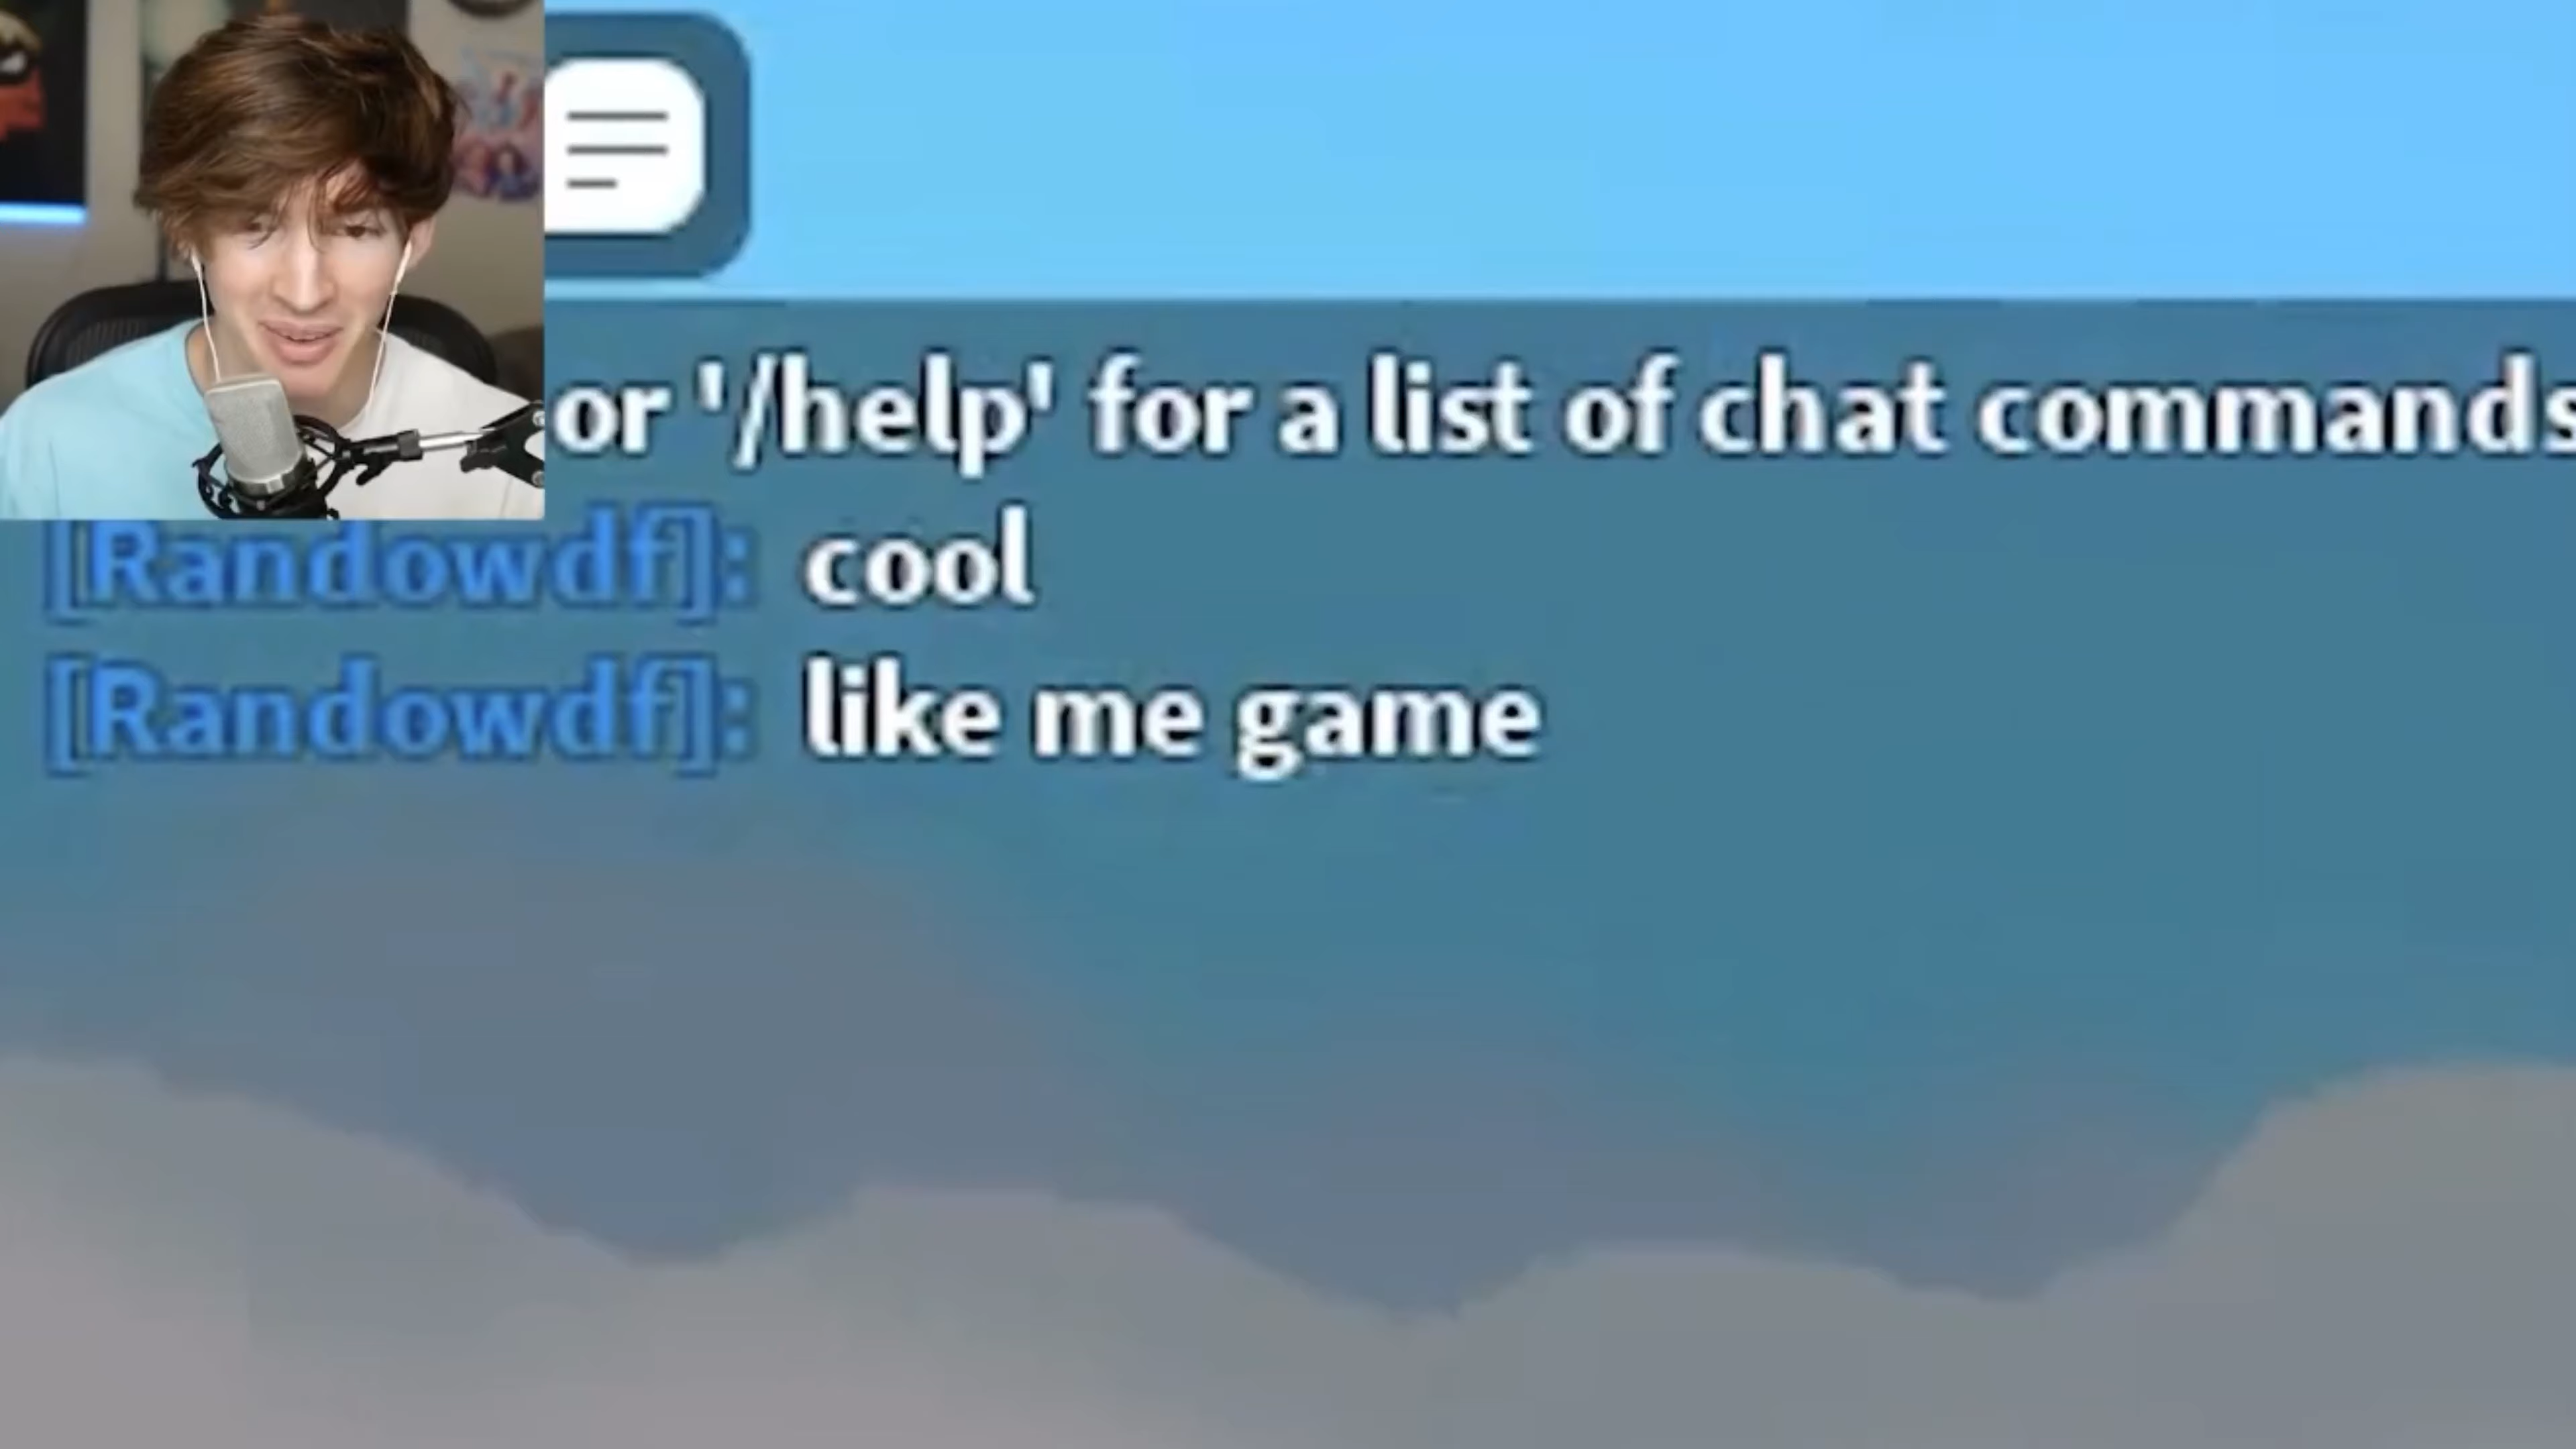 or '/help' for a list of chat commands
[Randowdf]: cool
[Randowdf]: like me game